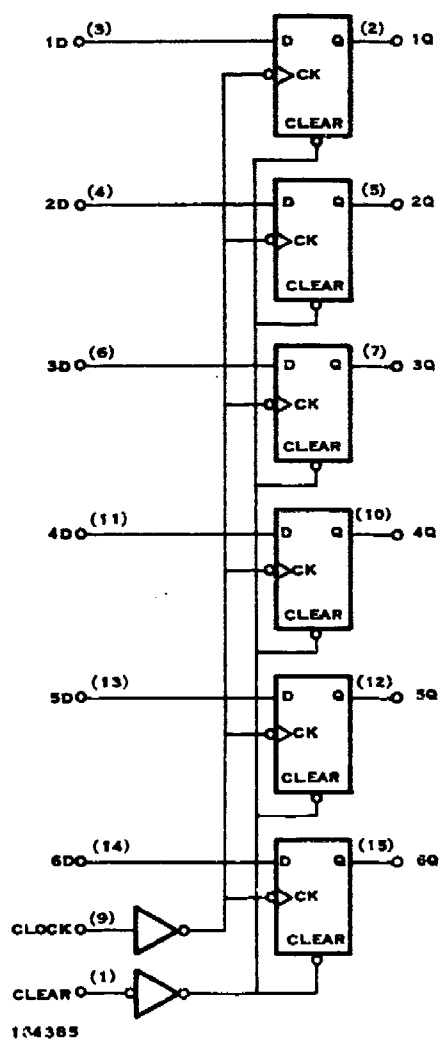 1D (3) D Q (2) 1Q
CK
CLEAR
2D (4) D Q (5) 2Q
CK
CLEAR
3D (6) D Q (7) 3Q
CK
CLEAR
4D (11) D Q (10) 4Q
CK
CLEAR
5D (13) D Q (12) 5Q
CK
CLEAR
6D (14) D Q (15) 6Q
CK
CLOCK (9)
CLEAR
CLEAR (1)
104385